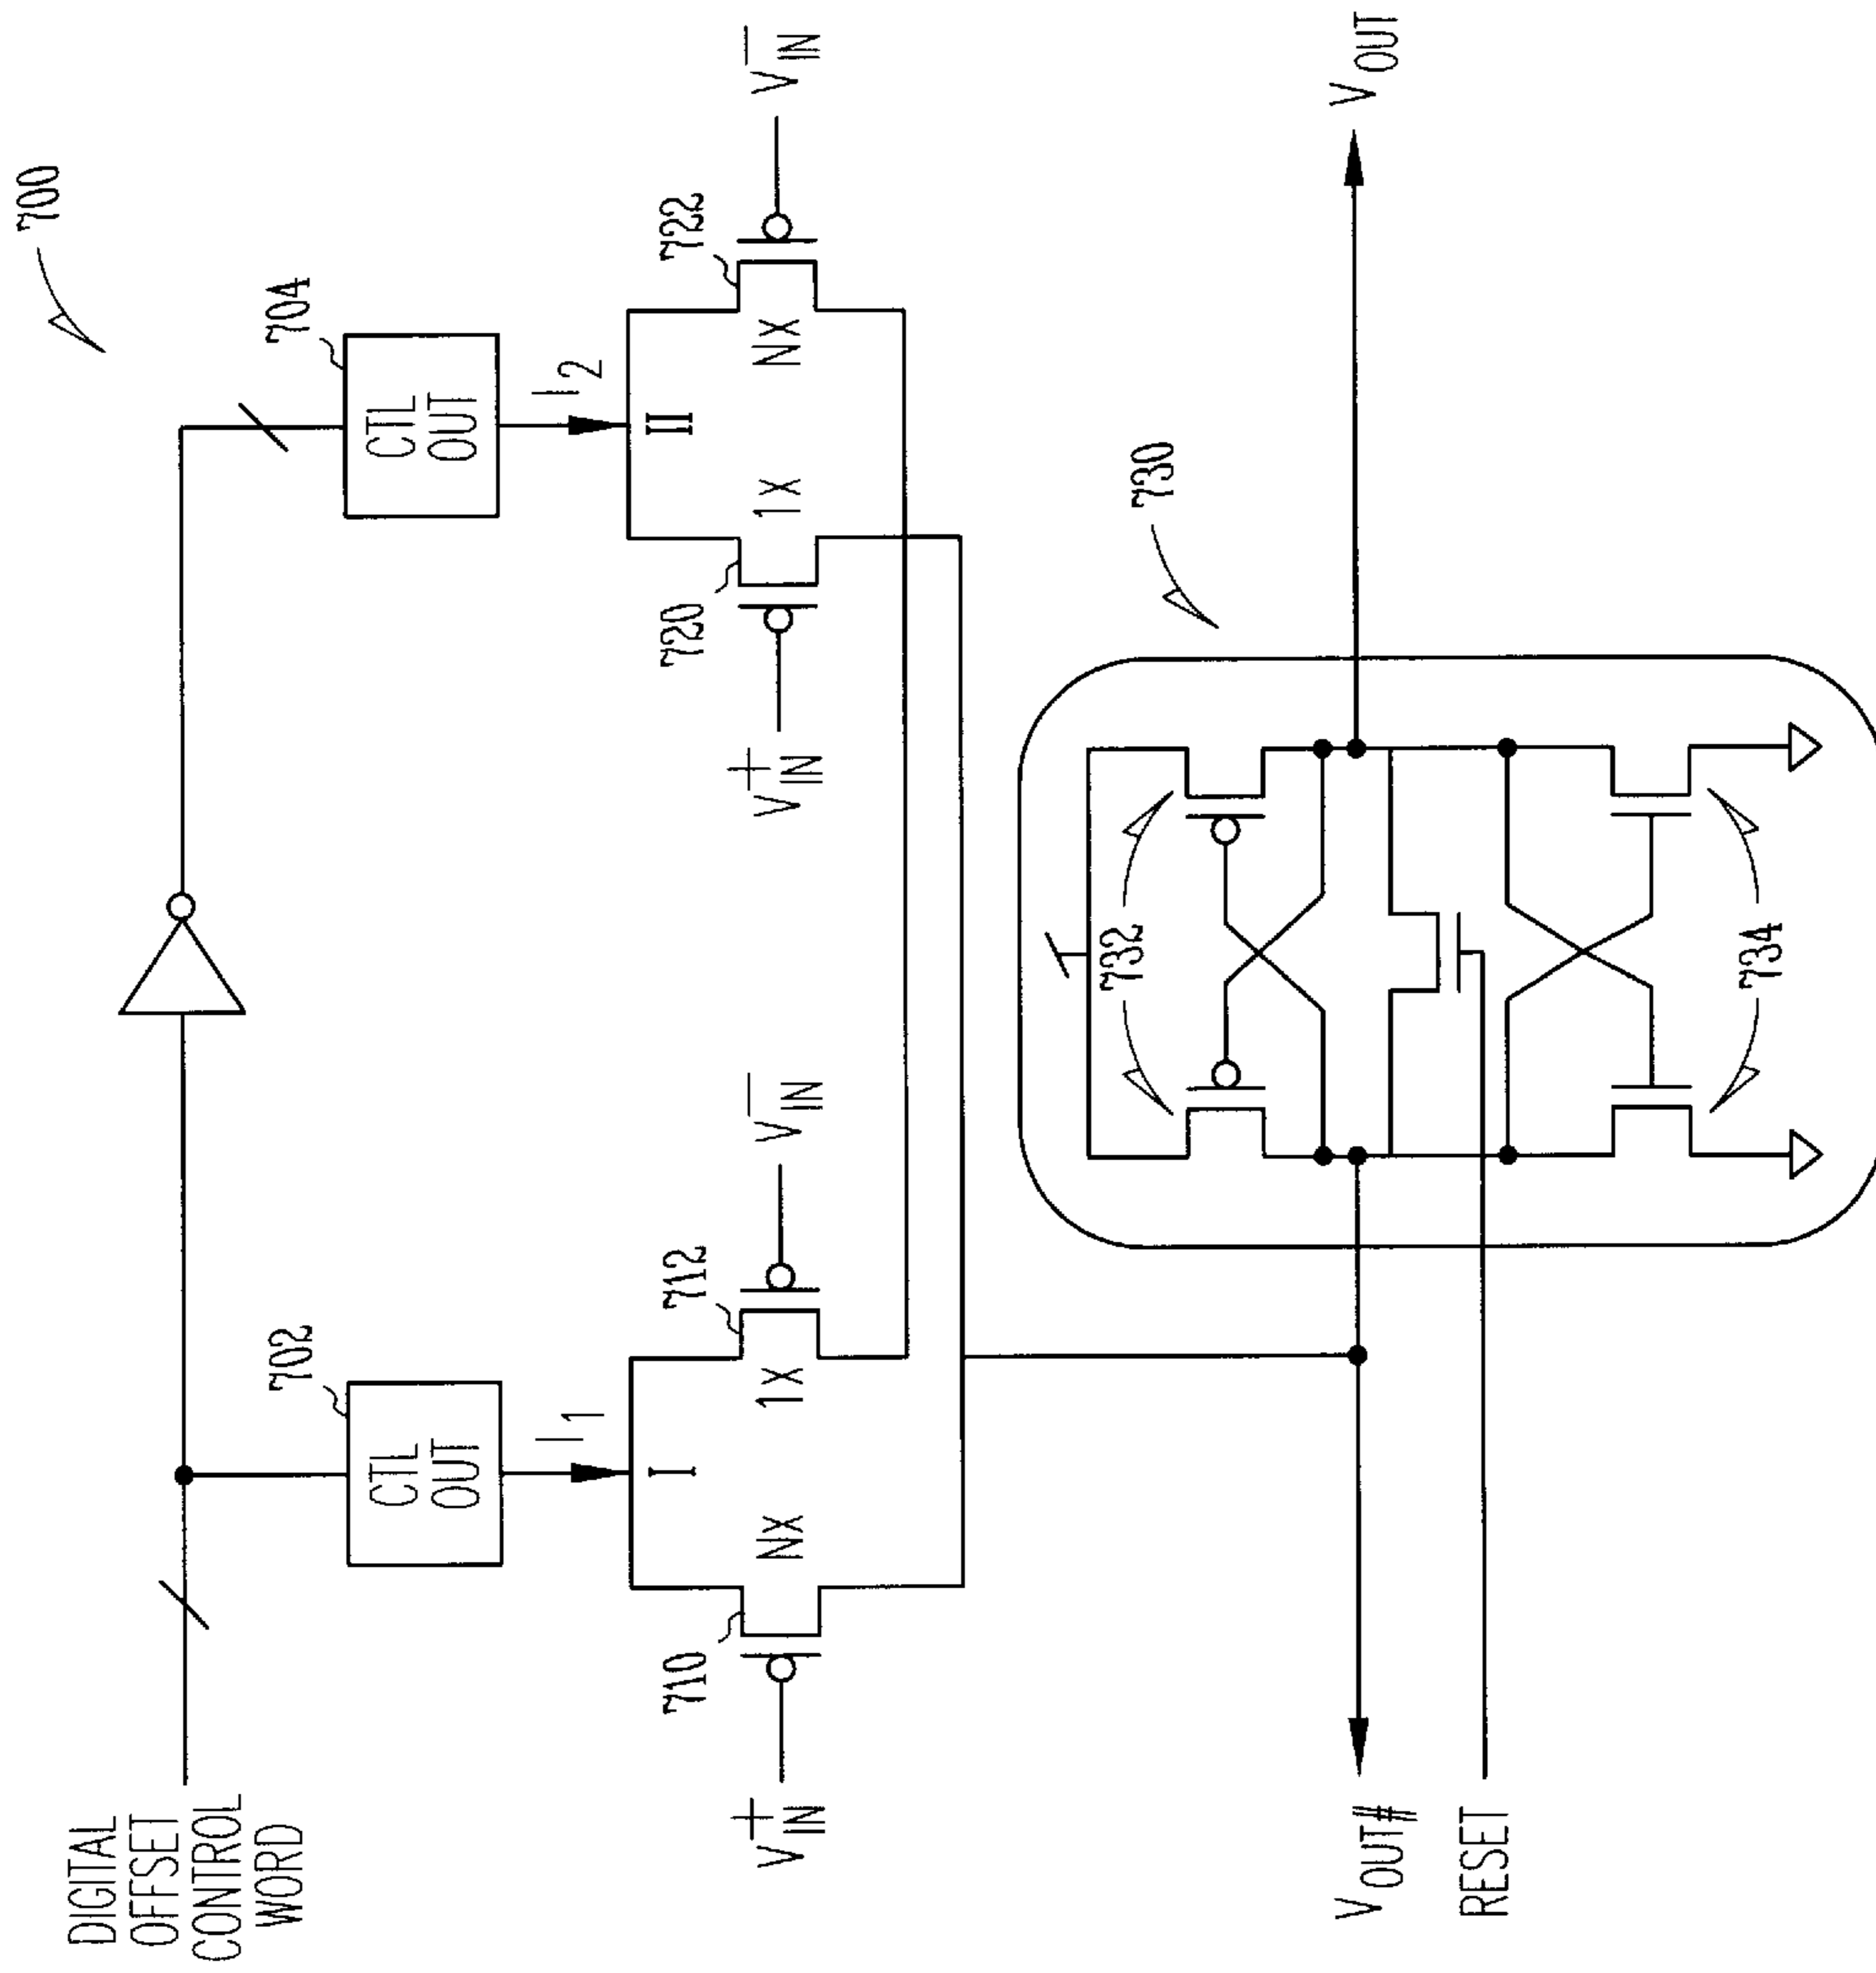 700
DIGITAL
OFFSET
CONTROL
WORD
702
CTL
OUT
704
CTL
OUT
I1
I2
I
II
710
712
720
722
V+IN
NX
1X
V-IN
V+IN
1X
NX
V-IN
730
732
734
VOUT#
VOUT
RESET